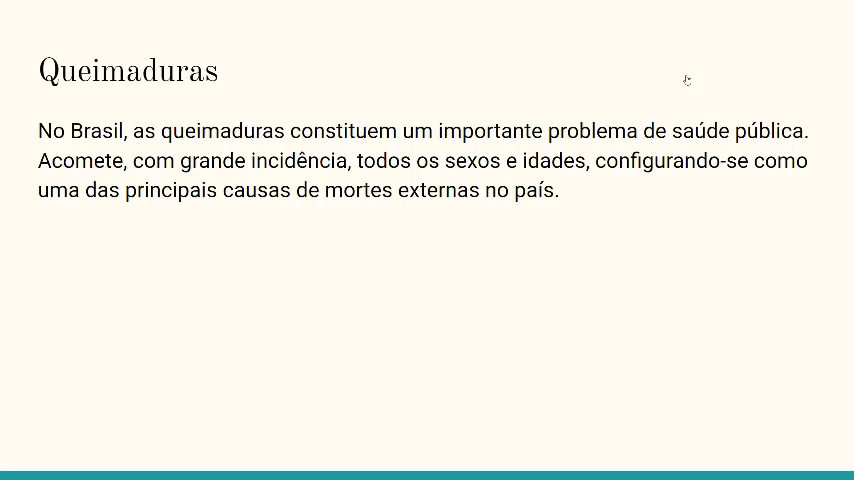 Queimaduras
No Brasil, as queimaduras constituem um importante problema de saúde pública.
Acomete, com grande incidência, todos os sexos e idades, configurando-se como
uma das principais causas de mortes externas no país.